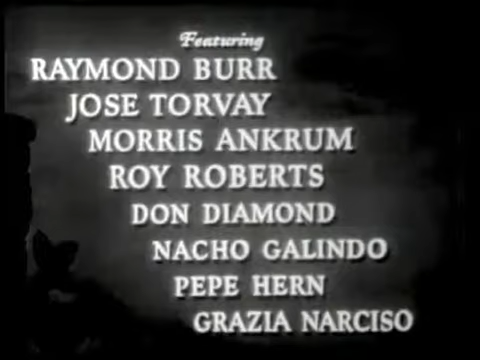 Featuring
RAYMOND BURR
JOSE TORVAY
MORRIS ANKRUM
ROY ROBERTS
DON DIAMOND
NACHO GALINDO
PEPE HERN
GRAZIA NARCISO